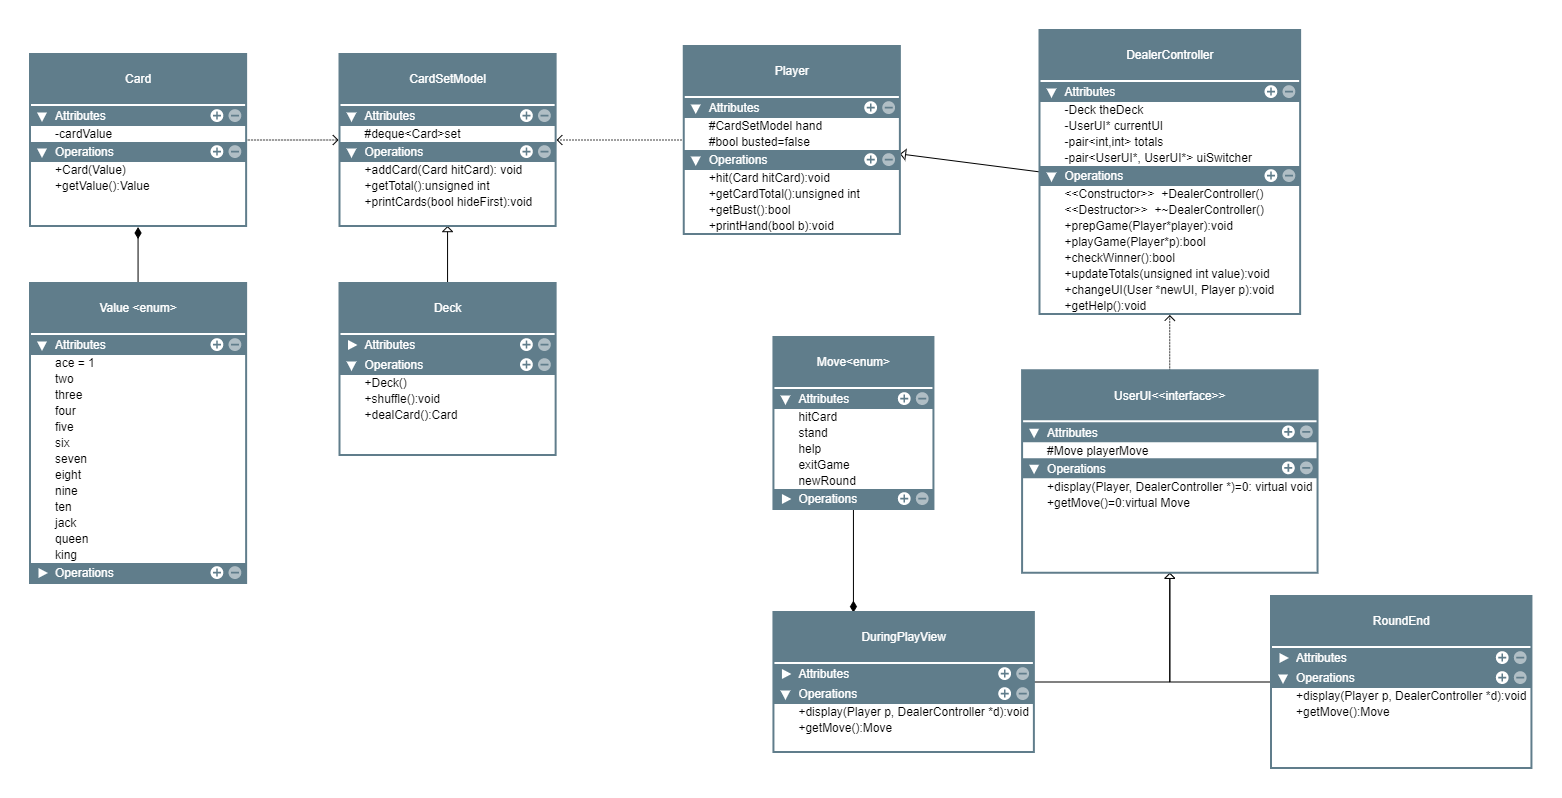 Card
Attributes
-cardValue
Operations
+Card(Value)
+getValue():Value
CardSetModel
Attributes
#deque<Card>set
Operations
+addCard(Card hitCard): void
+getTotal():unsigned int
+printCards(bool hideFirst):void
Player
Attributes
#CardSetModel hand
#bool busted=false
Operations
+hit(Card hitCard):void
+getCardTotal():unsigned int
+getBust():bool
+printHand(bool b):void
DealerController
Attributes
-Deck theDeck
-UserUI* currentUI
-pair<int,int> totals
-pair<UserUI*, UserUI*> uiSwitcher
Operations
<<Constructor>> +DealerController()
<<Destructor>> +~DealerController()
+prepGame(Player*player):void
+playGame(Player*p):bool
+checkWinner():bool
+updateTotals(unsigned int value):void
+changeUI(User *newUI, Player p):void
+getHelp():void
Value <enum>
Attributes
ace = 1
two
three
four
five
six
seven
eight
nine
ten
jack
queen
king
Operations
Deck
Attributes
Operations
+Deck()
+shuffle():void
+dealCard():Card
Move<enum>
Attributes
hitCard
stand
help
exitGame
newRound
Operations
UserUI<<interface>>
Attributes
#Move playerMove
Operations
+display(Player, DealerController *)=0: virtual void
+getMove()=0:virtual Move
DuringPlayView
Attributes
Operations
+display(Player p, DealerController *d):void
+getMove():Move
RoundEnd
Attributes
Operations
+display(Player p, DealerController *d):void
+getMove():Move